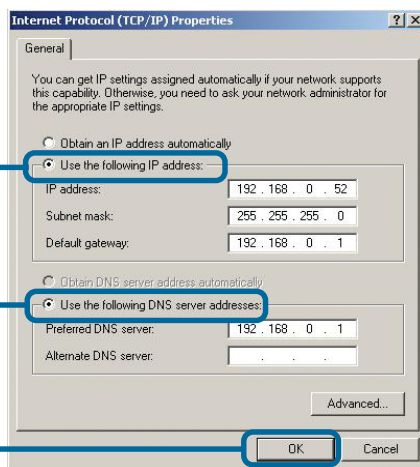 Internet Protocol (TCP/IP) Properties
General
You can get IP settings assigned automatically if your network supports
this capability. Otherwise, you need to ask your network administrator for
the appropriate IP settings.
Obtain an IP address automatically
Use the following IP address:
IP address: 192 . 168 . 0 . 52
Subnet mask: 255 . 255 . 255 . 0
Default gateway: 192 . 168 . 0 . 1
Obtain DNS server address automatically
Use the following DNS server addresses:
Preferred DNS server: 192 . 168 . 0 . 1
Alternate DNS server: . . .
Advanced...
OK Cancel